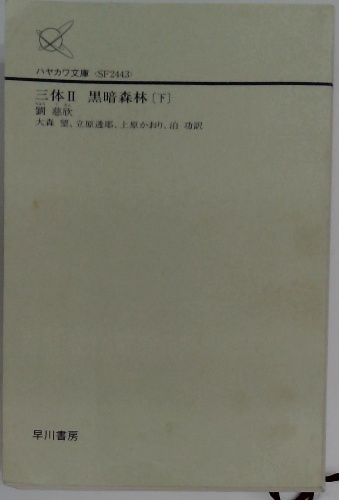 ハヤカワ文庫〈SF2443〉
三体Ⅱ 黒暗森林〔下〕
劉 慈欣
大森 望、立原透耶、上原かおり、泊 功訳
早川書房